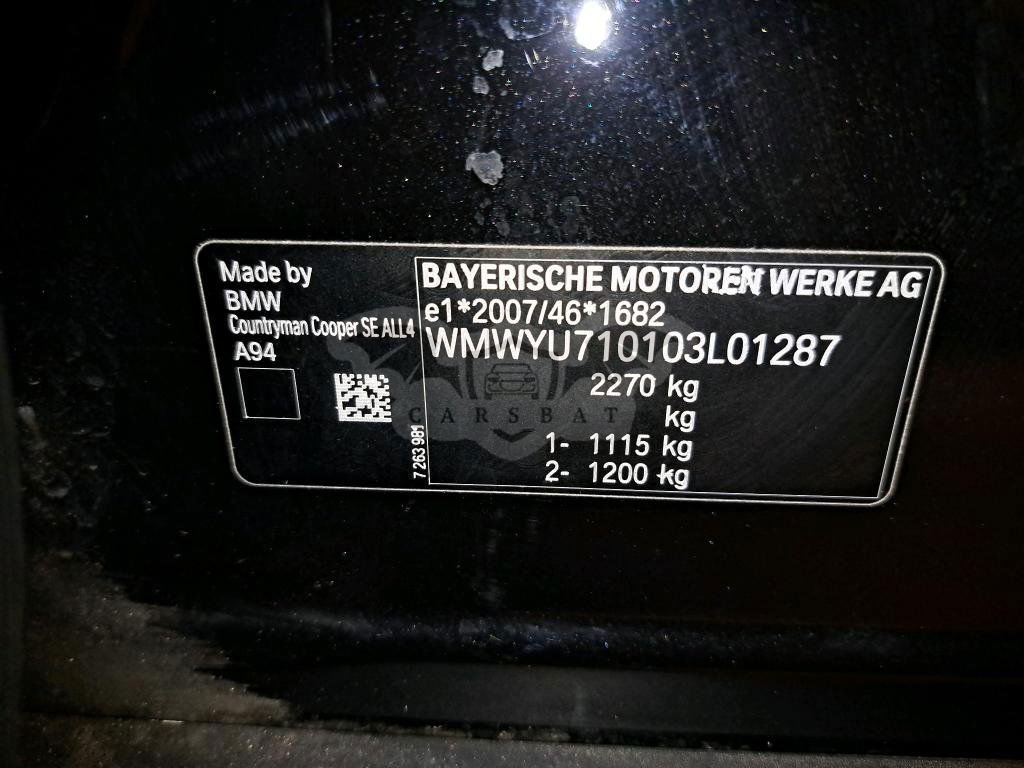 Made by
BMW
Countryman Cooper SE ALL4
A94
7 263 981
BAYERISCHE MOTOREN WERKE AG
e1*2007/46*1682
WMWYU710103L01287
2270 kg
kg
1- 1115 kg
2- 1200 kg
CARSBAT